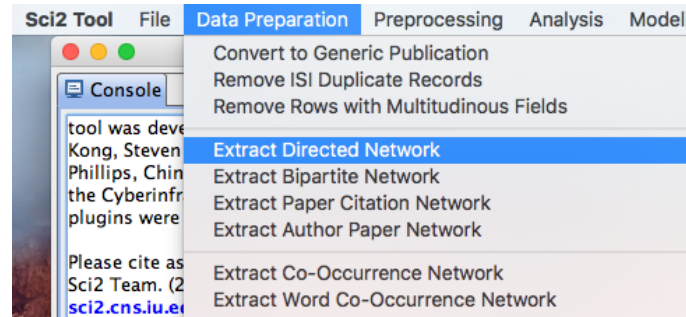 Sci2 Tool File Data Preparation Preprocessing Analysis Model
Convert to Generic Publication
Remove ISI Duplicate Records
Remove Rows with Multitudinous Fields
Extract Directed Network
Extract Bipartite Network
Extract Paper Citation Network
Extract Author Paper Network
Extract Co-Occurrence Network
Extract Word Co-Occurrence Network
Console
tool was deve
Kong, Steven
Phillips, Chin
the Cyberinfr
plugins were
Please cite as
Sci2 Team. (2
sci2.cns.iu.e